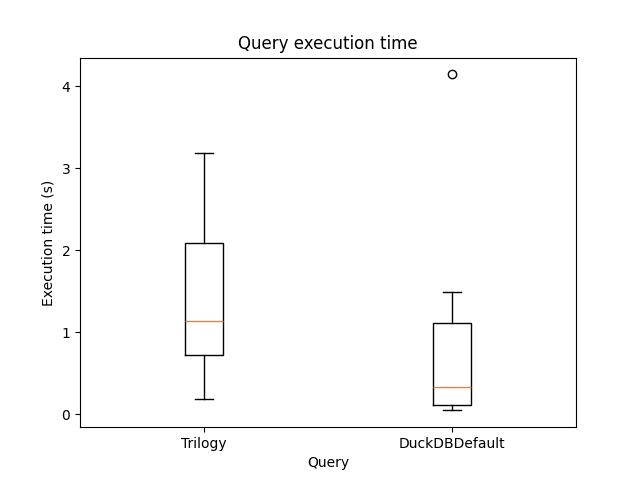 Query execution time
Execution time (s)
4
3
2
1
0
Trilogy
DuckDBDefault
Query